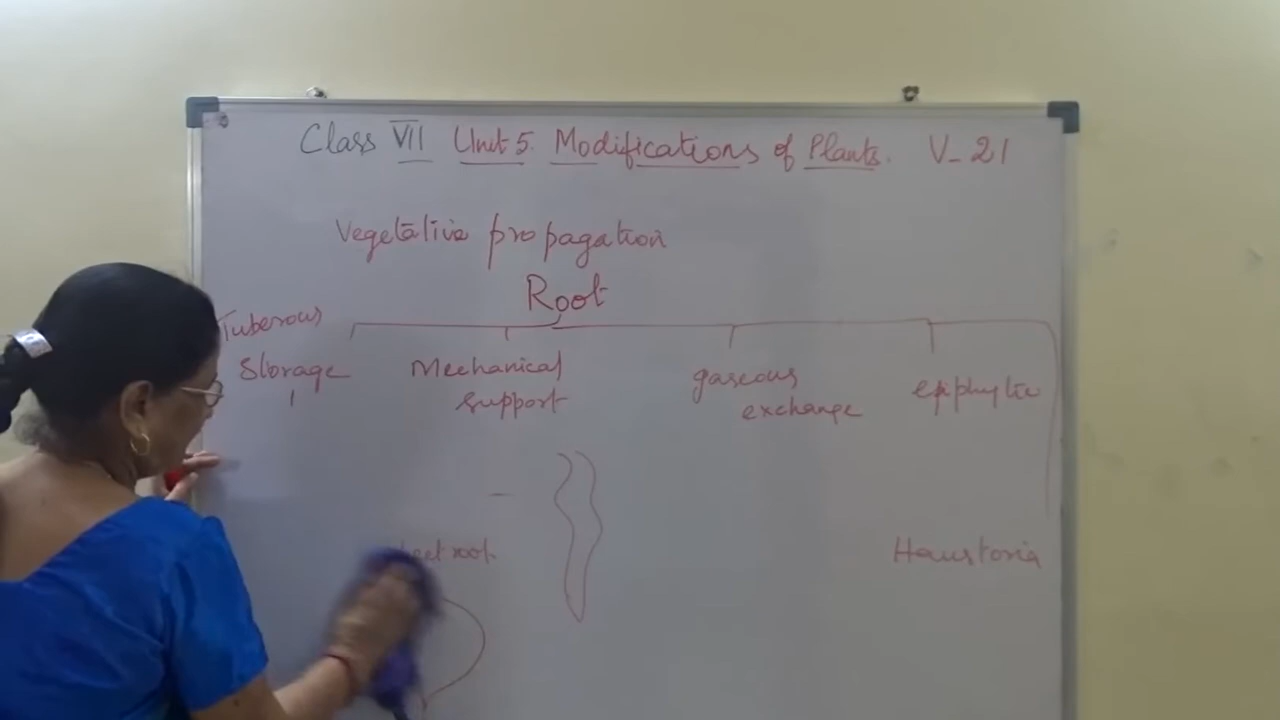 Class VII Unit 5. Modifications of Plants. V-21
Vegetative propagation
Root
Tuberous
Storage
Mechanical
support
gaseous
exchange
epiphytic
root
Haustoria